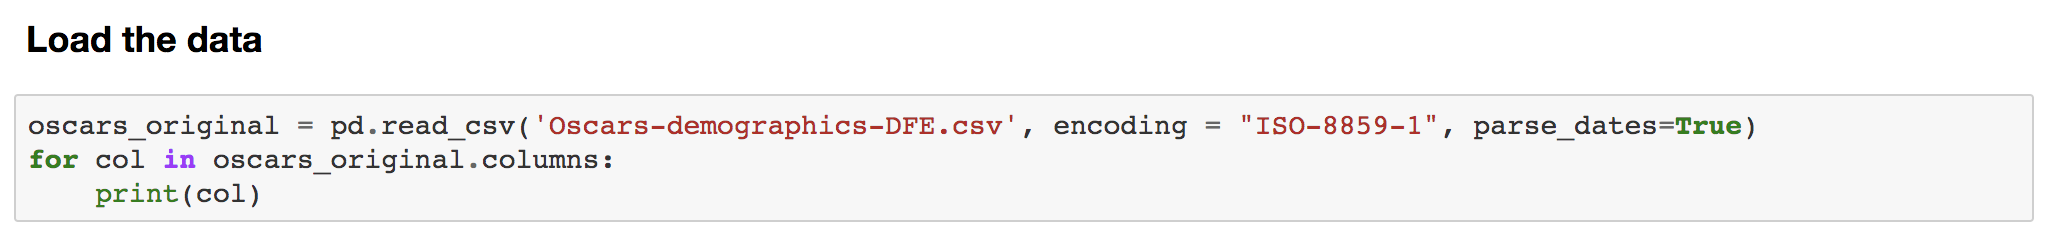 Load the data
oscars_original = pd.read_csv('Oscars-demographics-DFE.csv', encoding = "ISO-8859-1", parse_dates=True)
for col in oscars_original.columns:
    print(col)